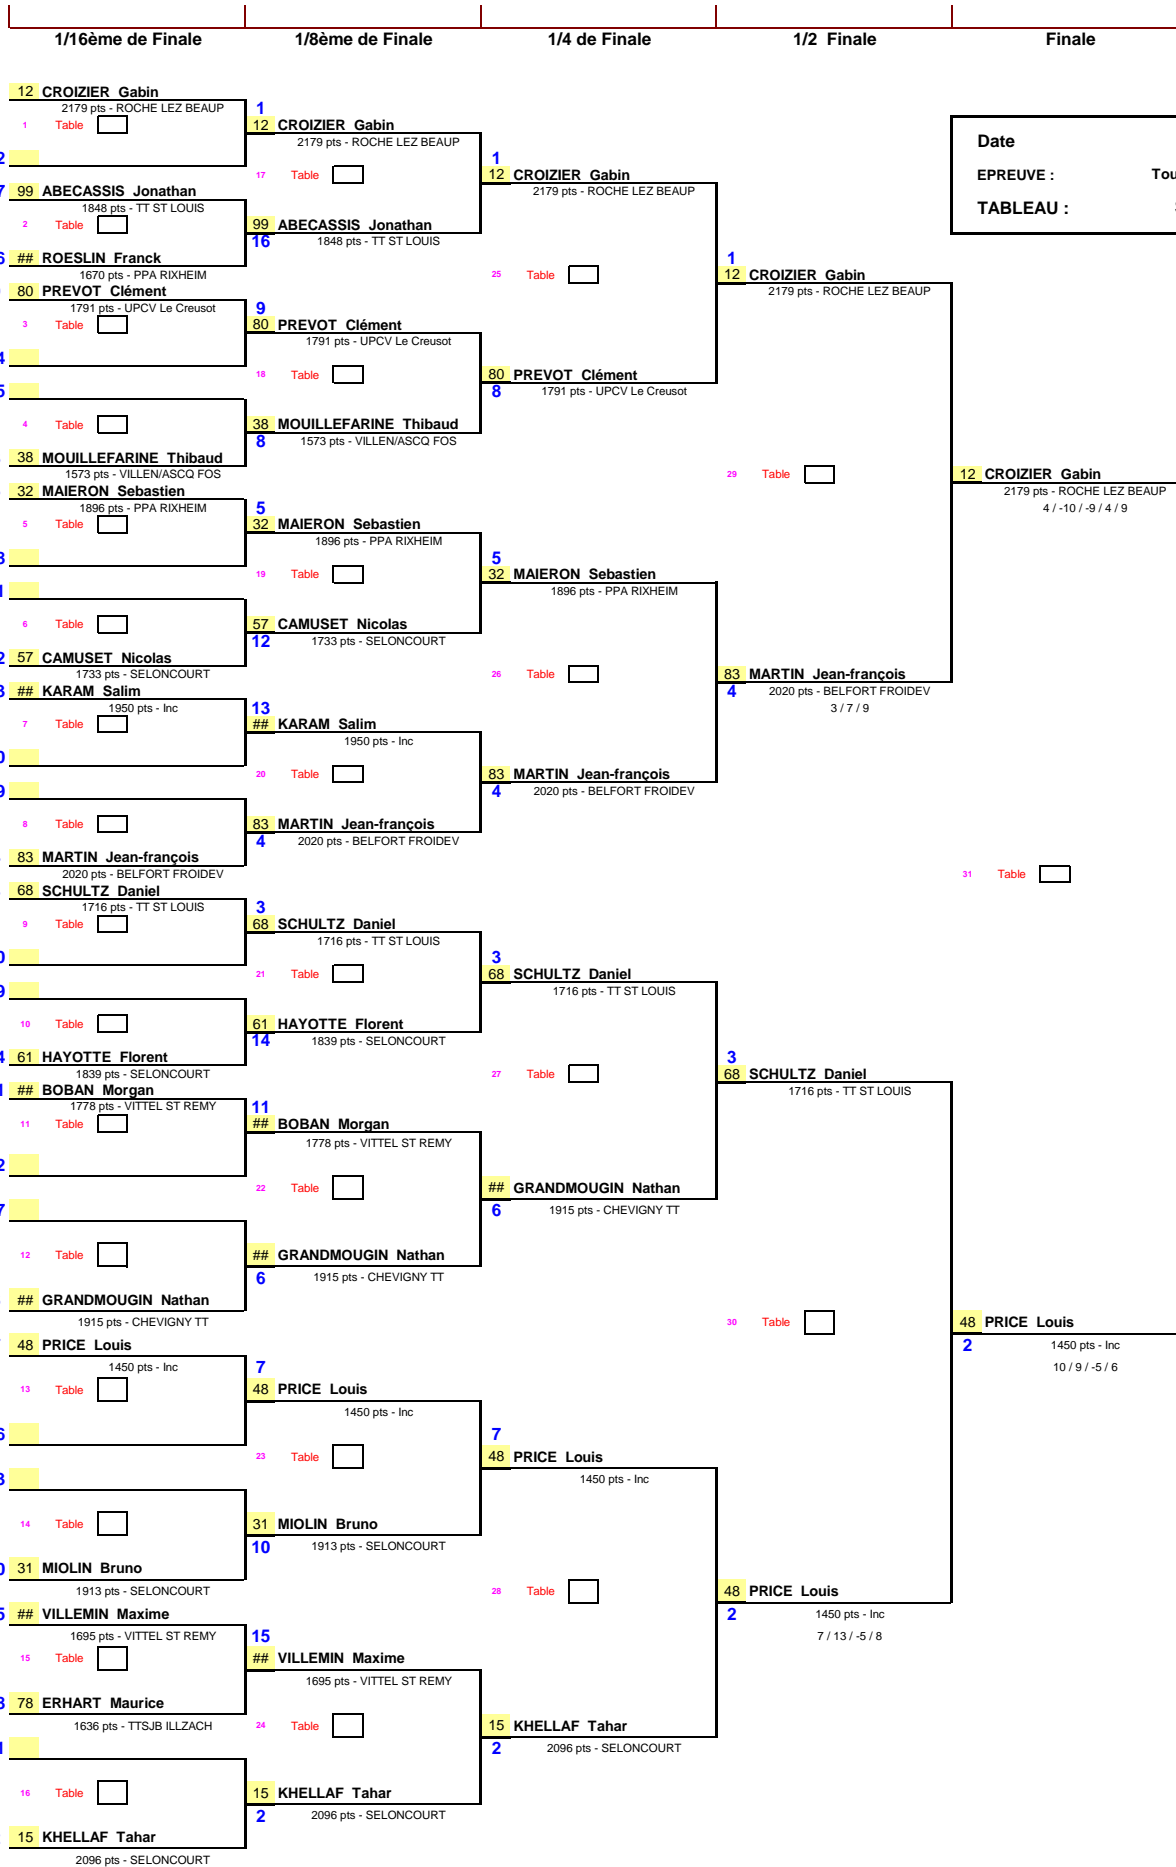 1/16ème de Finale
1/8ème de Finale
1/4 de Finale
1/2 Finale
Finale
Date
EPREUVE :
TABLEAU :
12 CROIZIER Gabin
2179 pts - ROCHE LEZ BEAUP
1 Table
99 ABECASSIS Jonathan
1848 pts - TT ST LOUIS
2 Table
## ROESLIN Franck
1670 pts - PPA RIXHEIM
80 PREVOT Clément
1791 pts - UPCV Le Creusot
3 Table
4 Table
38 MOUILLEFARINE Thibaud
1573 pts - VILLEN/ASCQ FOS
32 MAIERON Sebastien
1896 pts - PPA RIXHEIM
5 Table
6 Table
57 CAMUSET Nicolas
1733 pts - SELONCOURT
## KARAM Salim
1950 pts - Inc
7 Table
8 Table
83 MARTIN Jean-françois
2020 pts - BELFORT FROIDEV
68 SCHULTZ Daniel
1716 pts - TT ST LOUIS
9 Table
10 Table
61 HAYOTTE Florent
1839 pts - SELONCOURT
## BOBAN Morgan
1778 pts - VITTEL ST REMY
11 Table
12 Table
## GRANDMOUGIN Nathan
1915 pts - CHEVIGNY TT
48 PRICE Louis
1450 pts - Inc
13 Table
14 Table
31 MIOLIN Bruno
1913 pts - SELONCOURT
## VILLEMIN Maxime
1695 pts - VITTEL ST REMY
15 Table
78 ERHART Maurice
1636 pts - TTSJB ILLZACH
16 Table
15 KHELLAF Tahar
2096 pts - SELONCOURT
1
12 CROIZIER Gabin
2179 pts - ROCHE LEZ BEAUP
17 Table
99 ABECASSIS Jonathan
16 1848 pts - TT ST LOUIS
9
80 PREVOT Clément
1791 pts - UPCV Le Creusot
18 Table
38 MOUILLEFARINE Thibaud
8 1573 pts - VILLEN/ASCQ FOS
5
32 MAIERON Sebastien
1896 pts - PPA RIXHEIM
19 Table
57 CAMUSET Nicolas
12 1733 pts - SELONCOURT
13
## KARAM Salim
1950 pts - Inc
20 Table
83 MARTIN Jean-françois
4 2020 pts - BELFORT FROIDEV
3
68 SCHULTZ Daniel
1716 pts - TT ST LOUIS
21 Table
61 HAYOTTE Florent
14 1839 pts - SELONCOURT
11
## BOBAN Morgan
1778 pts - VITTEL ST REMY
22 Table
## GRANDMOUGIN Nathan
6 1915 pts - CHEVIGNY TT
7
48 PRICE Louis
1450 pts - Inc
23 Table
31 MIOLIN Bruno
10 1913 pts - SELONCOURT
15
## VILLEMIN Maxime
1695 pts - VITTEL ST REMY
24 Table
15 KHELLAF Tahar
2 2096 pts - SELONCOURT
1
12 CROIZIER Gabin
2179 pts - ROCHE LEZ BEAUP
25 Table
80 PREVOT Clément
8 1791 pts - UPCV Le Creusot
5
32 MAIERON Sebastien
1896 pts - PPA RIXHEIM
26 Table
83 MARTIN Jean-françois
4 2020 pts - BELFORT FROIDEV
3
68 SCHULTZ Daniel
1716 pts - TT ST LOUIS
27 Table
## GRANDMOUGIN Nathan
6 1915 pts - CHEVIGNY TT
7
48 PRICE Louis
1450 pts - Inc
28 Table
15 KHELLAF Tahar
2 2096 pts - SELONCOURT
1
12 CROIZIER Gabin
2179 pts - ROCHE LEZ BEAUP
29 Table
83 MARTIN Jean-françois
4 2020 pts - BELFORT FROIDEV
3 / 7 / 9
3
68 SCHULTZ Daniel
1716 pts - TT ST LOUIS
30 Table
48 PRICE Louis
2 1450 pts - Inc
7 / 13 / -5 / 8
12 CROIZIER Gabin
2179 pts - ROCHE LEZ BEAUP
4 / -10 / -9 / 4 / 9
31 Table
48 PRICE Louis
2 1450 pts - Inc
10 / 9 / -5 / 6